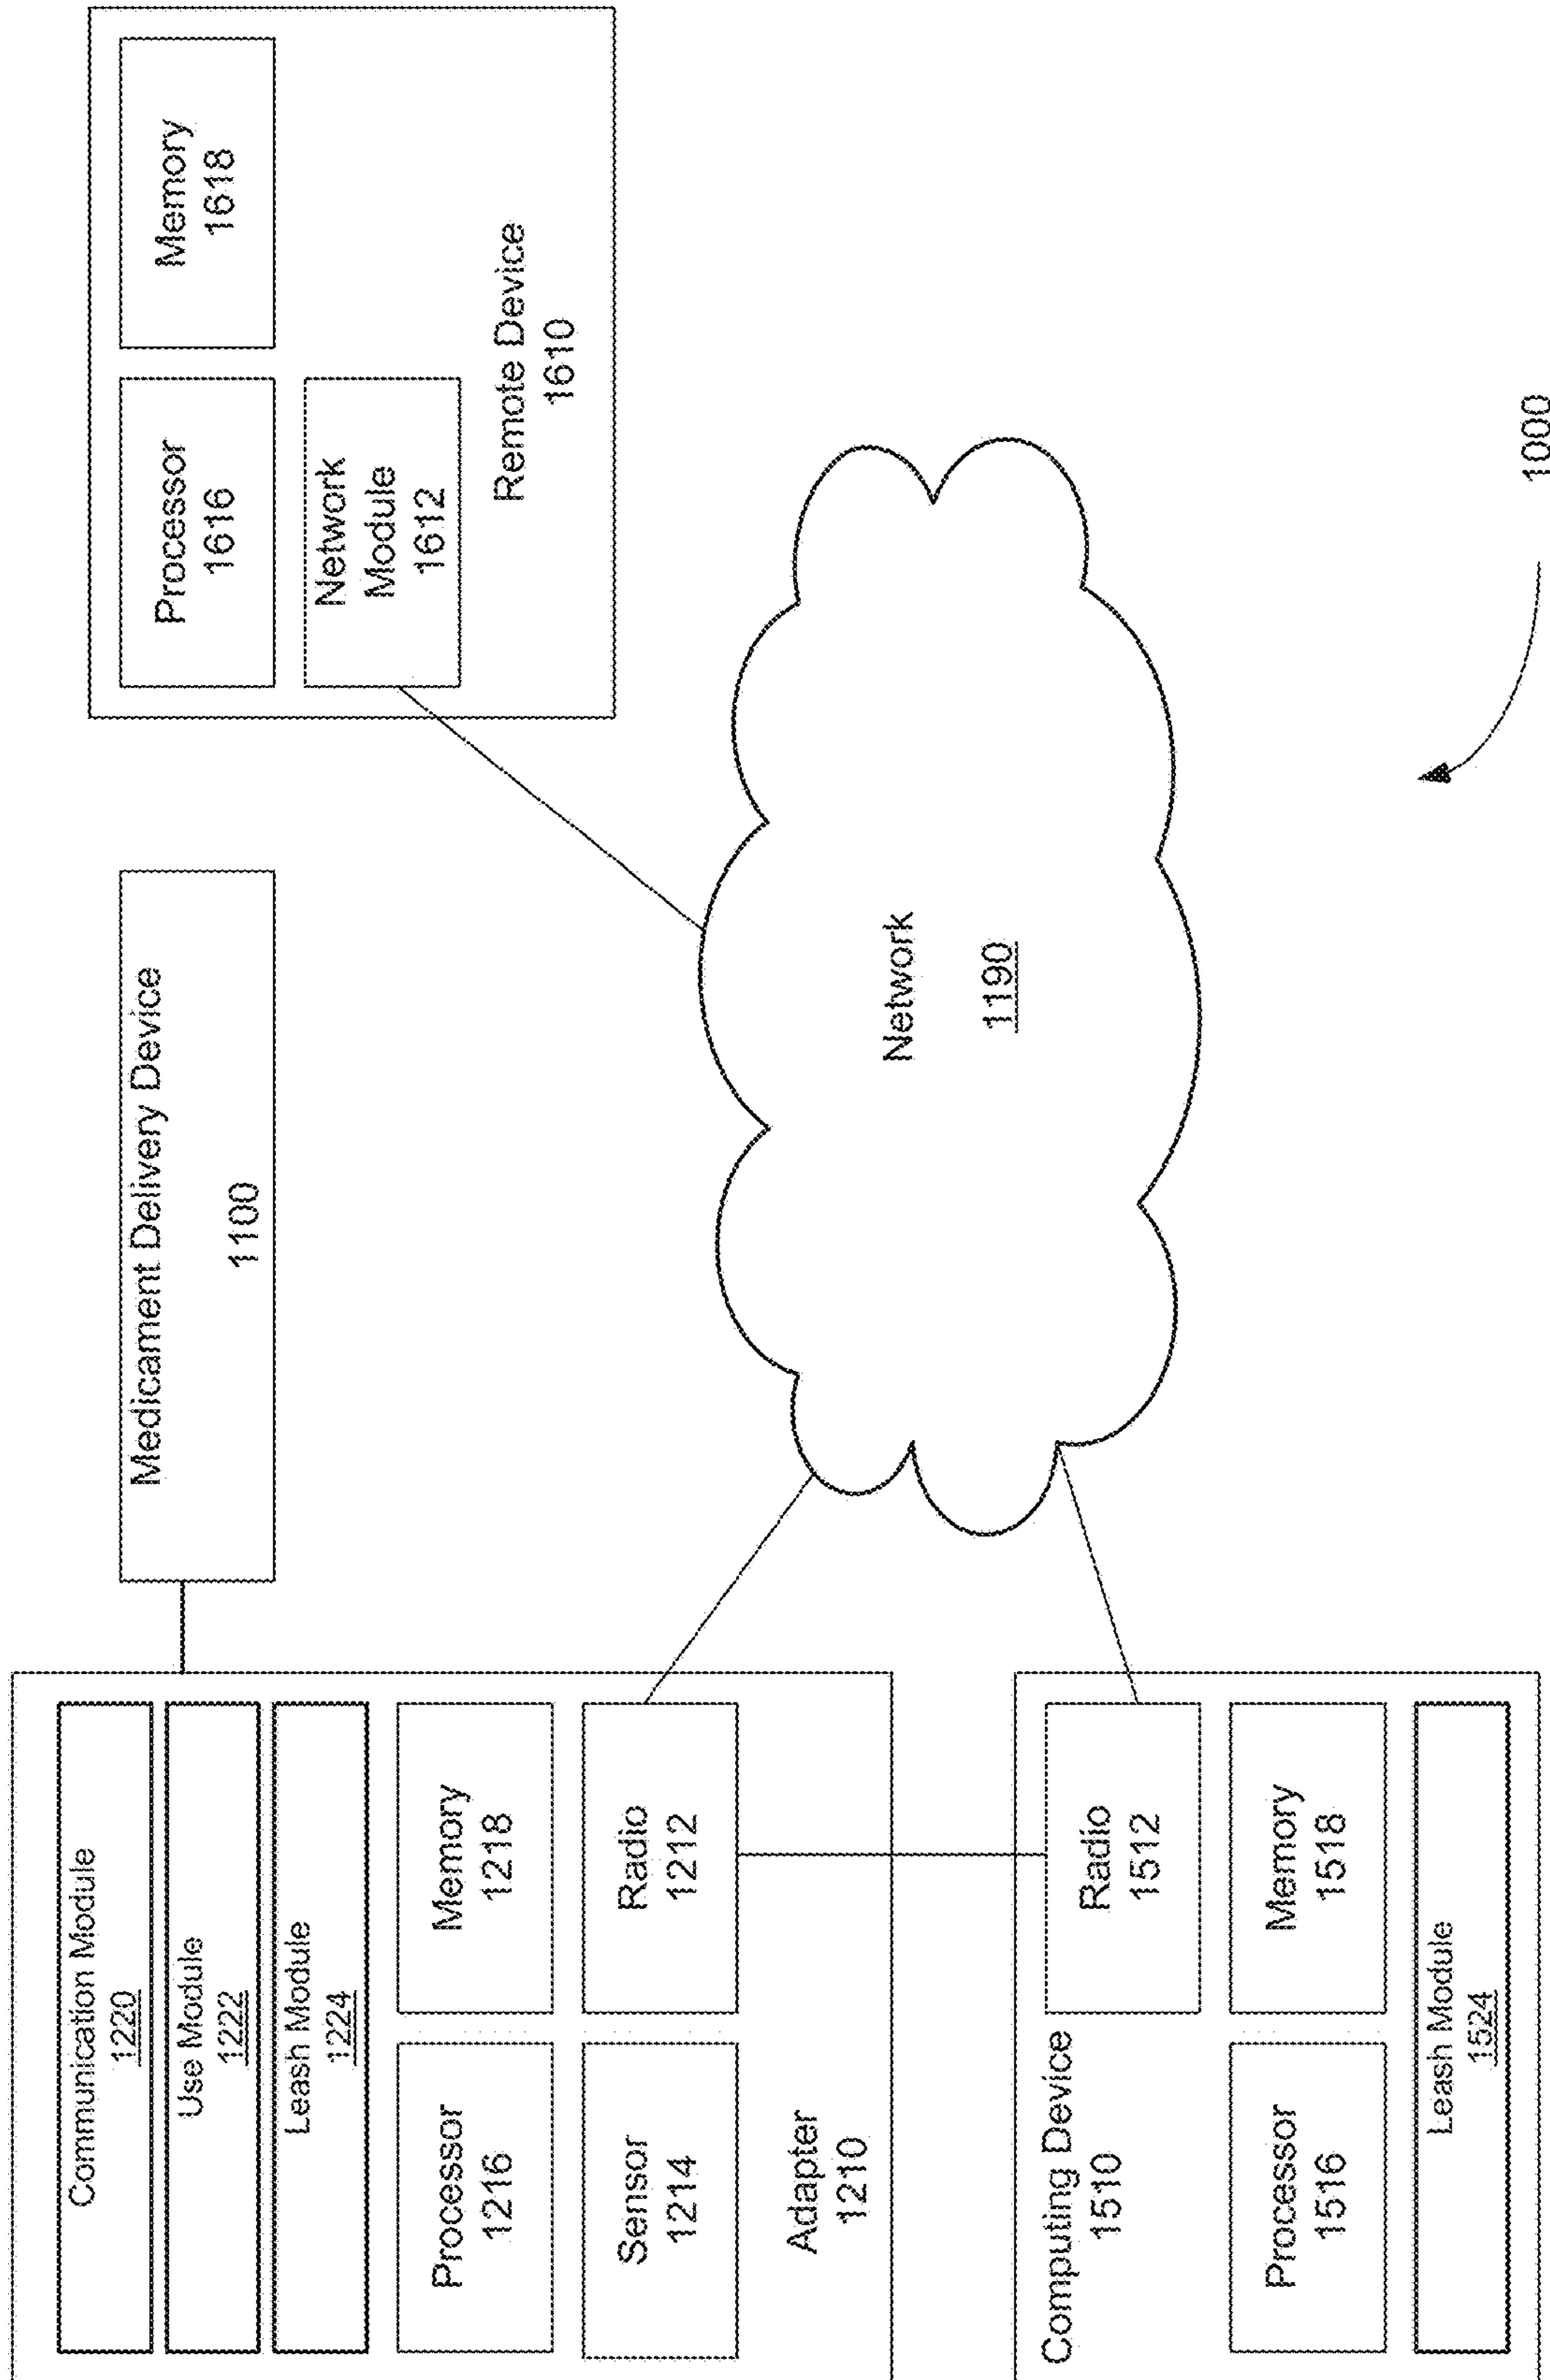 Communication Module
1220
Use Module
1222
Leash Module
1224
Processor
1216
Memory
1218
Sensor
1214
Radio
1212
Adapter
1210
Medicament Delivery Device
1100
Processor
1616
Memory
1618
Network
Module
1612
Remote Device
1610
Network
1190
Computing Device
1510
Radio
1512
Processor
1516
Memory
1518
Leash Module
1524
1000